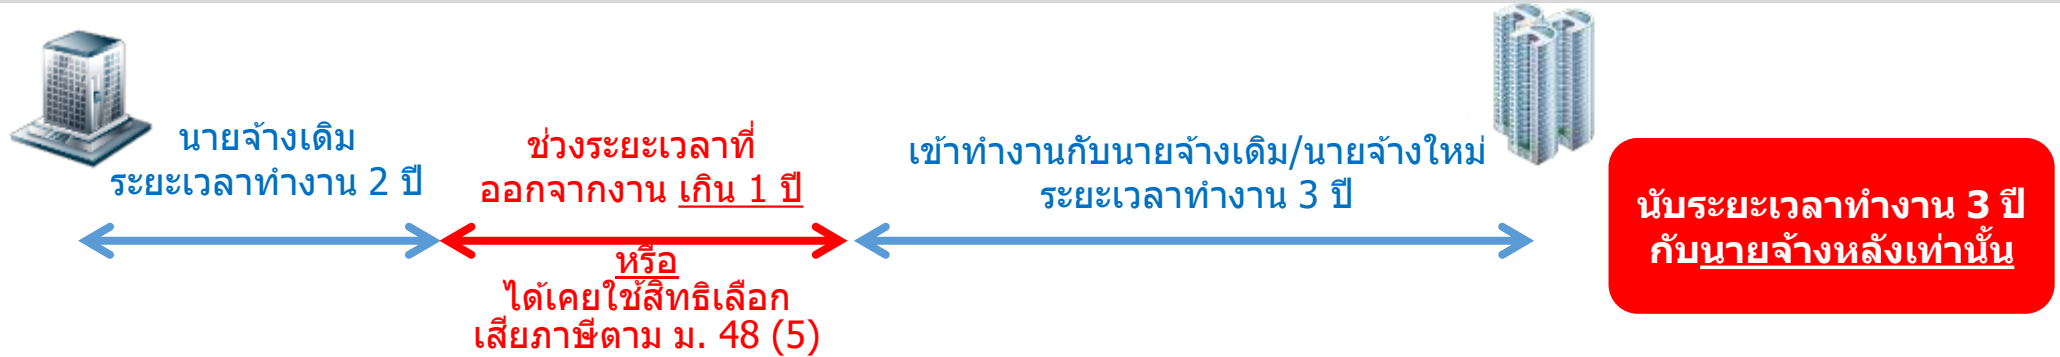 นายจ้างเดิม
ระยะเวลาทำงาน 2 ปี
ช่วงระยะเวลาที่
ออกจากงาน เกิน 1 ปี
หรือ
ได้เคยใช้สิทธิเลือก
เสียภาษีตาม ม. 48 (5)
เข้าทำงานกับนายจ้างเดิม/นายจ้างใหม่
ระยะเวลาทำงาน 3 ปี
นับระยะเวลาทำงาน 3 ปี
กับนายจ้างหลังเท่านั้น